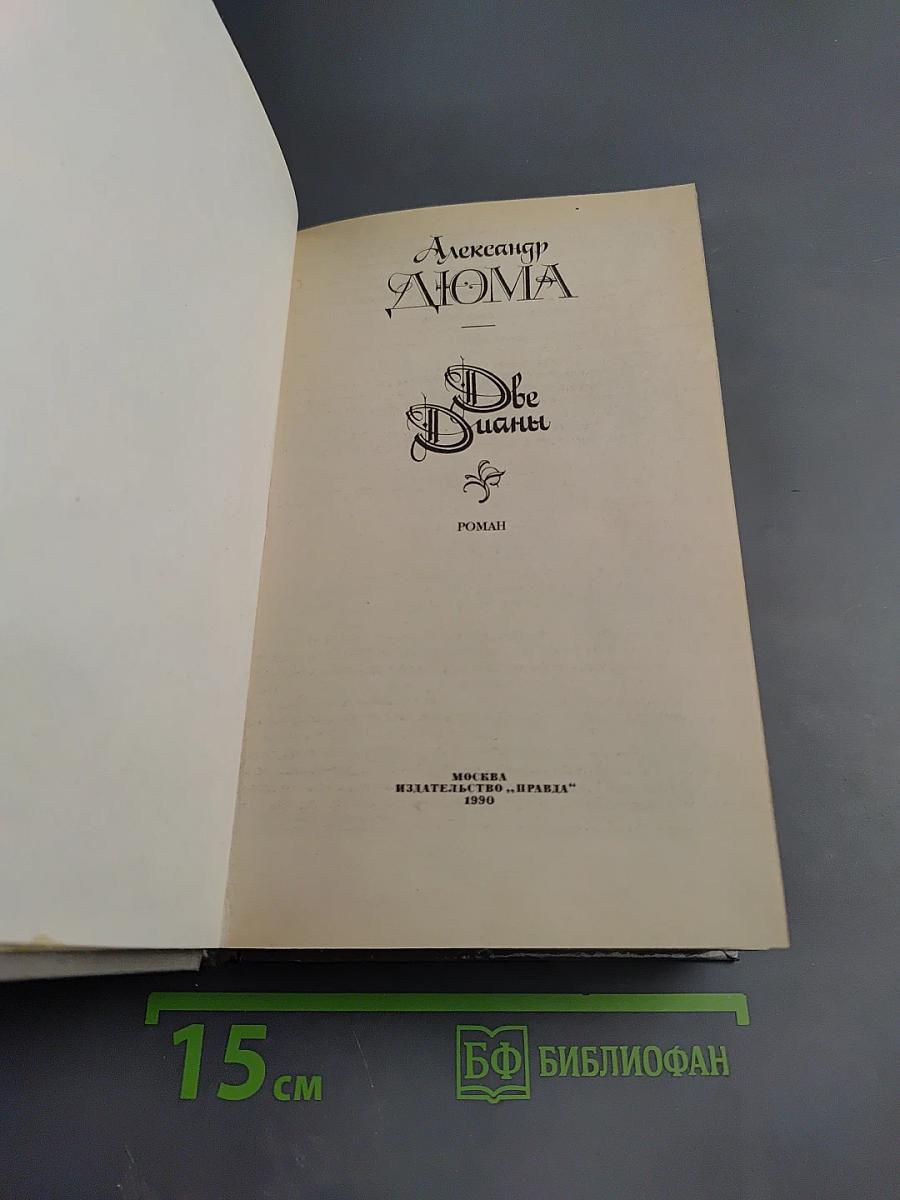 Александр
ДЮМА
Две
Дианы
РОМАН
МОСКВА
ИЗДАТЕЛЬСТВО „ПРАВДА“
1990
15 см
БФ БИБЛИОФАН